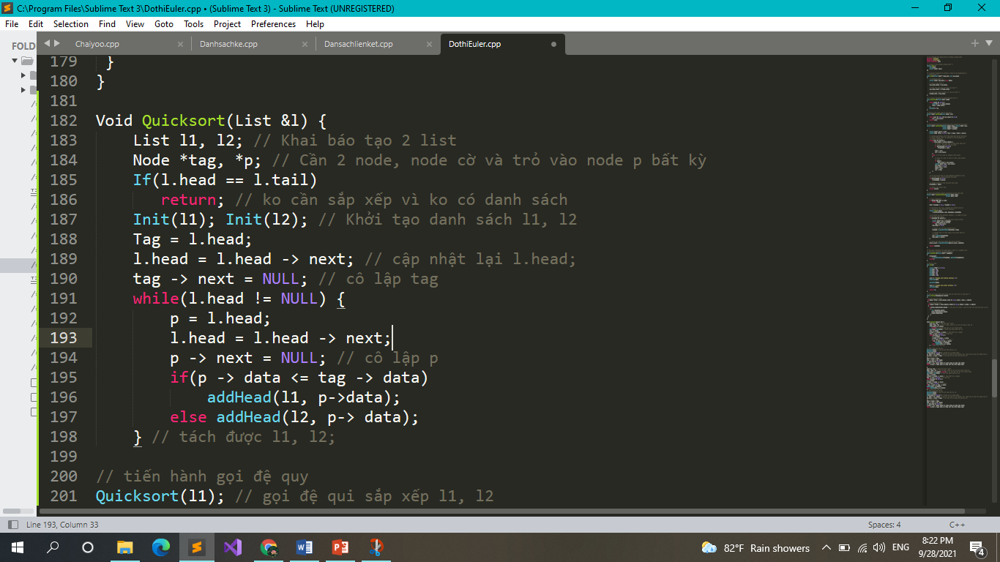 C:\Program Files\Sublime Text 3\DothiEuler.cpp • (Sublime Text 3) - Sublime Text (UNREGISTERED)
File Edit Selection Find View Goto Tools Project Preferences Help
FOLD
Chaiyoo.cpp
Danhsachke.cpp
Dansachlienket.cpp
DothiEuler.cpp
179 }
180 }
181
182 Void Quicksort(List &l) {
183 List l1, l2; // Khai báo tạo 2 list
184 Node *tag, *p; // Cần 2 node, node cờ và trỏ vào node p bất kỳ
185 If(l.head == l.tail)
186 return; // ko cần sắp xếp vì ko có danh sách
187 Init(l1); Init(l2); // Khởi tạo danh sách l1, l2
188 Tag = l.head;
189 l.head = l.head -> next; // cập nhật lại l.head;
190 tag -> next = NULL; // cô lập tag
191 while(l.head != NULL) {
192 p = l.head;
193 l.head = l.head -> next;
194 p -> next = NULL; // cô lập p
195 if(p -> data <= tag -> data)
196 addHead(l1, p->data);
197 else addHead(l2, p-> data);
198 } // tách được l1, l2;
199
200 // tiến hành gọi đệ quy
201 Quicksort(l1); // gọi đệ qui sắp xếp l1, l2
Line 193, Column 33
Spaces: 4
C++
82°F Rain showers
ENG
8:22 PM
9/28/2021
4